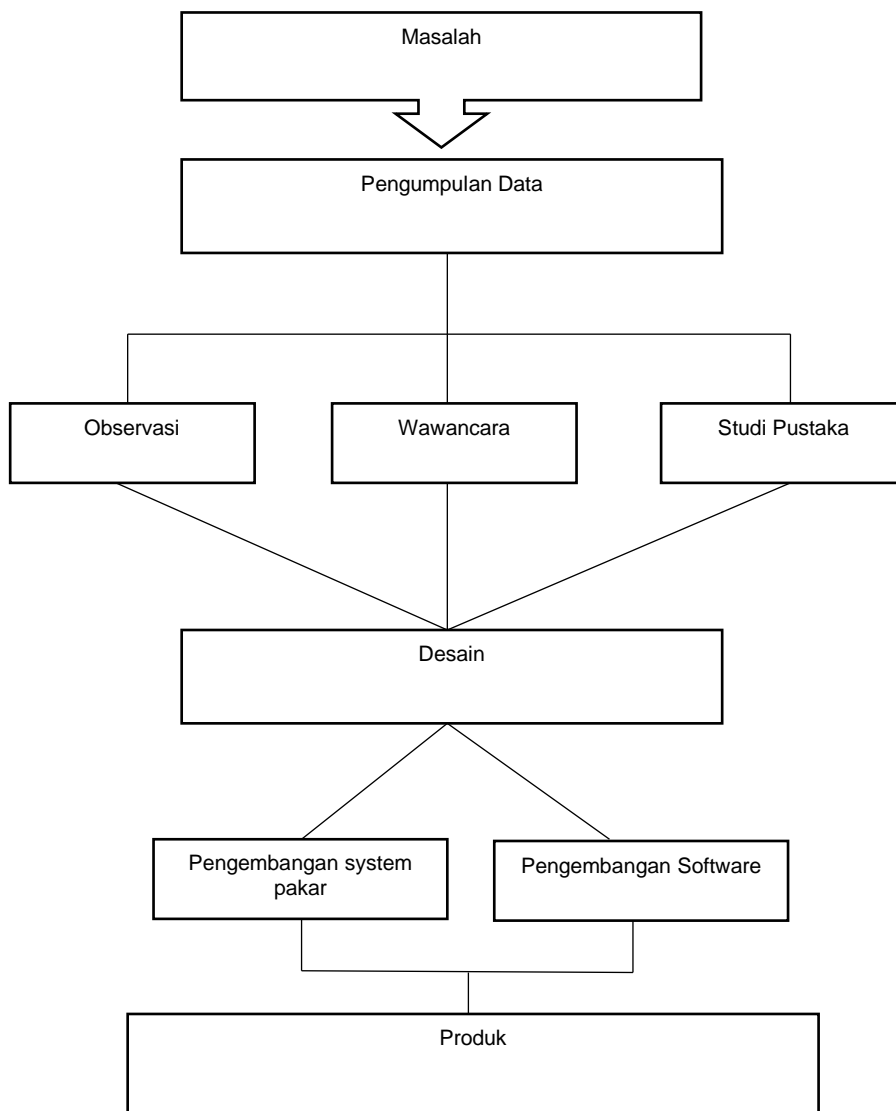 Masalah
Pengumpulan Data
Observasi
Wawancara
Studi Pustaka
Desain
Pengembangan system
pakar
Pengembangan Software
Produk